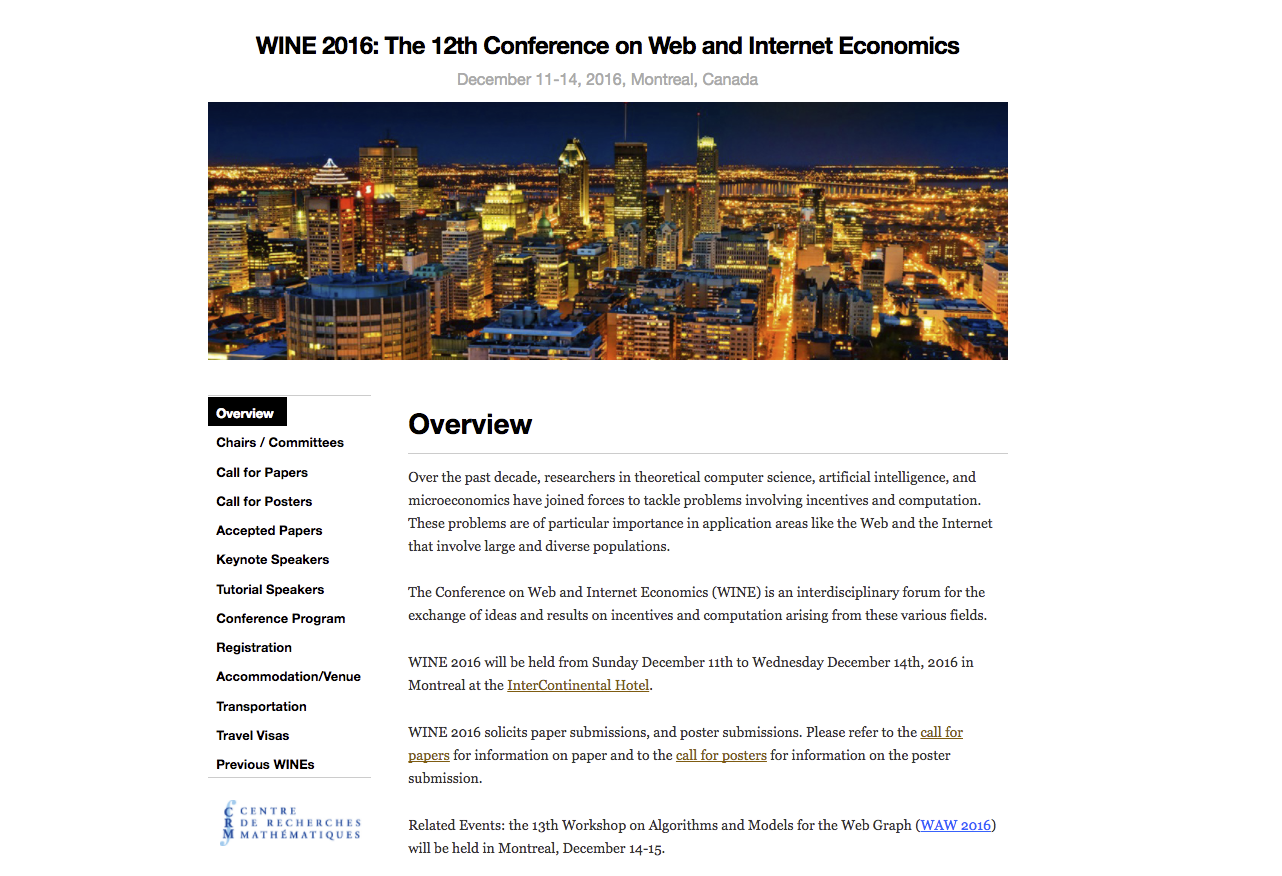 WINE 2016: The 12th Conference on Web and Internet Economics
December 11-14, 2016, Montreal, Canada
Overview
Chairs / Committees
Call for Papers
Call for Posters
Accepted Papers
Keynote Speakers
Tutorial Speakers
Conference Program
Registration
Accommodation/Venue
Transportation
Travel Visas
Previous WINEs
CRM
CENTRE
DE RECHERCHES
MATHÉMATIQUES
Overview
Over the past decade, researchers in theoretical computer science, artificial intelligence, and
microeconomics have joined forces to tackle problems involving incentives and computation.
These problems are of particular importance in application areas like the Web and the Internet
that involve large and diverse populations.
The Conference on Web and Internet Economics (WINE) is an interdisciplinary forum for the
exchange of ideas and results on incentives and computation arising from these various fields.
WINE 2016 will be held from Sunday December 11th to Wednesday December 14th, 2016 in
Montreal at the InterContinental Hotel.
WINE 2016 solicits paper submissions, and poster submissions. Please refer to the call for
papers for information on paper and to the call for posters for information on the poster
submission.
Related Events: the 13th Workshop on Algorithms and Models for the Web Graph (WAW 2016)
will be held in Montreal, December 14-15.